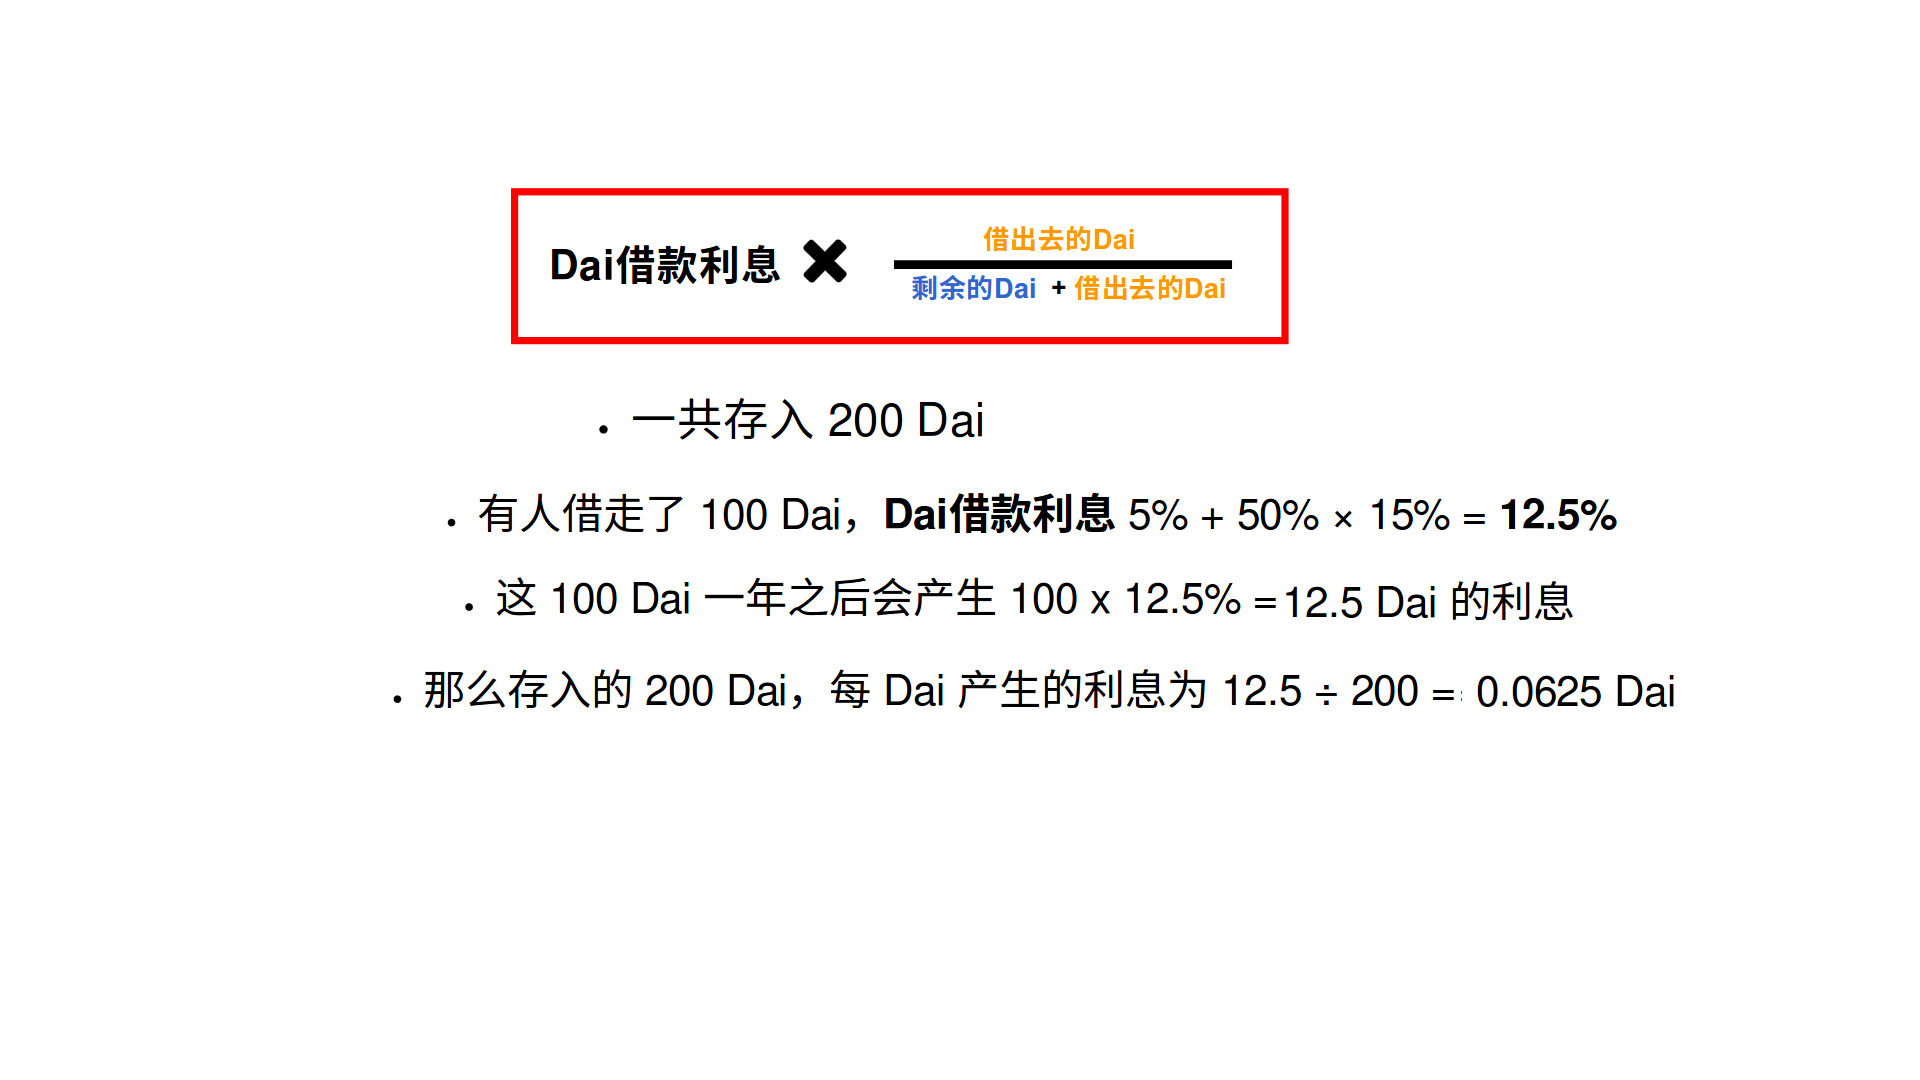 借出去的Dai
Dai借款利息 ✖
剩余的Dai + 借出去的Dai
• 一共存入 200 Dai
• 有人借走了 100 Dai，Dai借款利息 5% + 50% × 15% = 12.5%
• 这 100 Dai 一年之后会产生 100 x 12.5% =12.5 Dai 的利息
• 那么存入的 200 Dai，每 Dai 产生的利息为 12.5 ÷ 200 = 0.0625 Dai